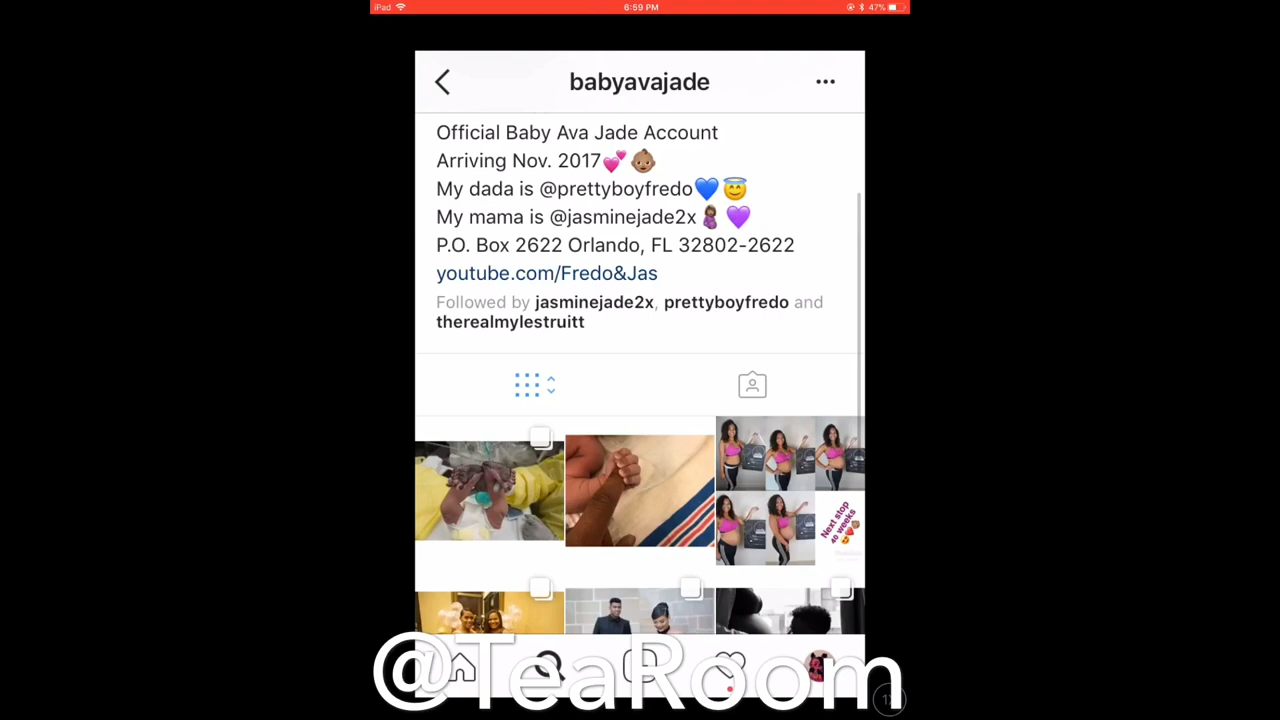 iPad 6:59 PM 47%
babyavajade
Official Baby Ava Jade Account
Arriving Nov. 2017💕👶🏽
My dada is @prettyboyfredo💙😇
My mama is @jasminejade2x🤰🏽💜
P.O. Box 2622 Orlando, FL 32802-2622
youtube.com/Fredo&Jas
Followed by jasminejade2x, prettyboyfredo and
therealmylestruitt
Next stop
40 weeks
@TeaRoom